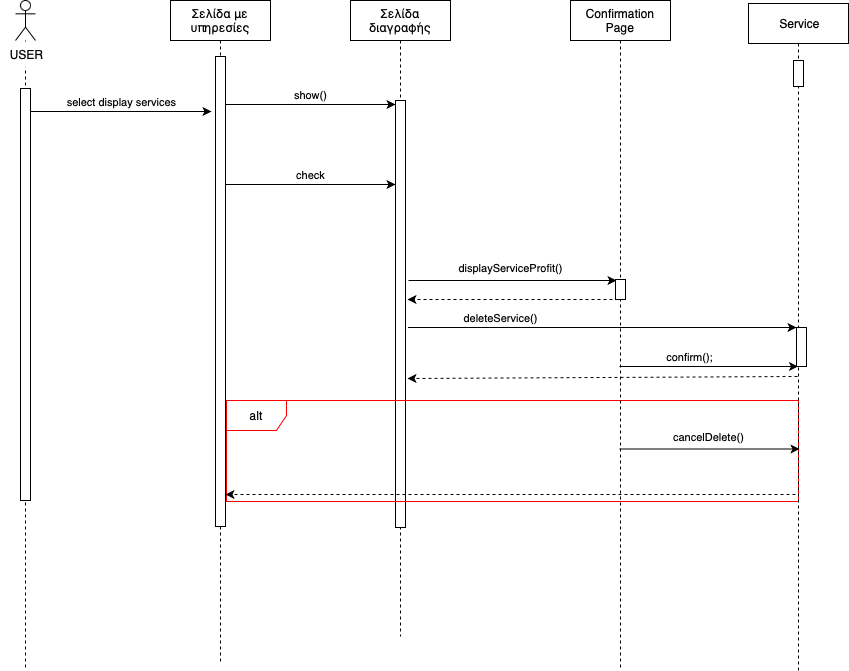 USER
Σελίδα με
υπηρεσίες
Σελίδα
διαγραφής
Confirmation
Page
Service
select display services
show()
check
displayServiceProfit()
deleteService()
confirm();
alt
cancelDelete()